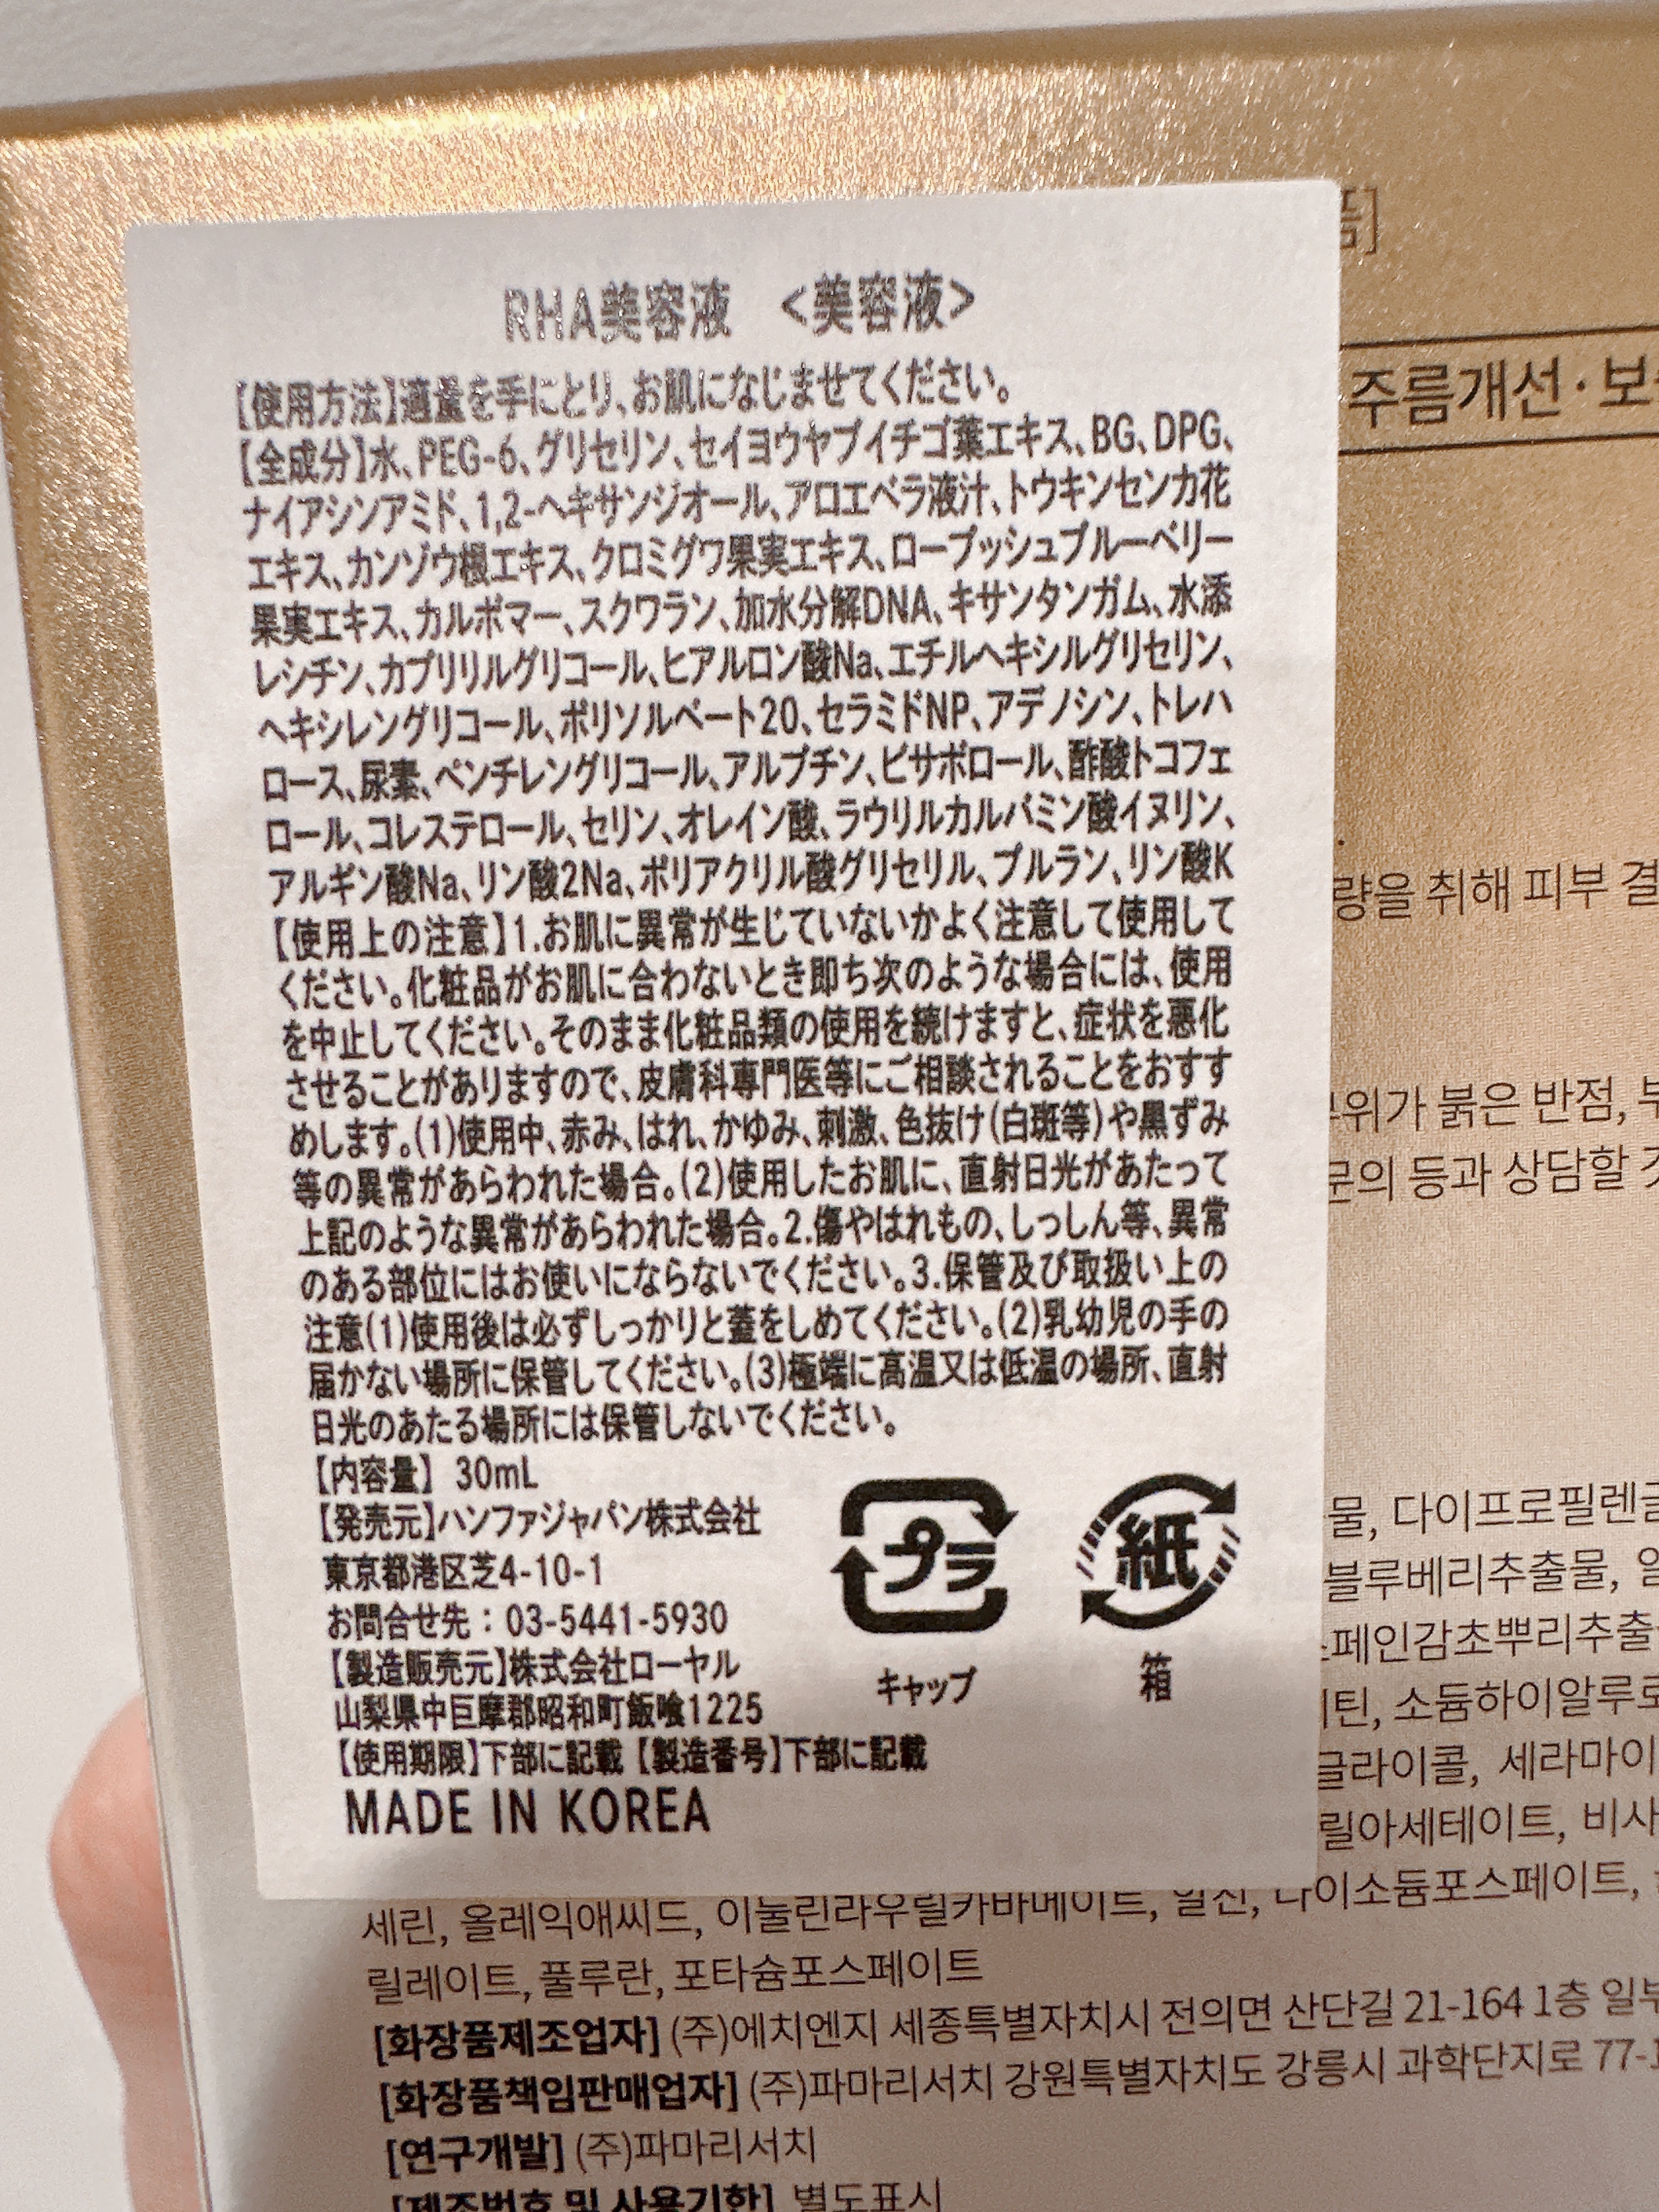 RHA美容液　<美容液>
【使用方法】適量を手にとり、お肌になじませてください。
【全成分】水、PEG-6、グリセリン、セイヨウヤブイチゴ葉エキス、BG、DPG、
ナイアシンアミド、1,2-ヘキサンジオール、アロエベラ液汁、トウキンセンカ花
エキス、カンゾウ根エキス、クロミグワ果実エキス、ローブッシュブルーベリー
果実エキス、カルボマー、スクワラン、加水分解DNA、キサンタンガム、水添
レシチン、カプリリルグリコール、ヒアルロン酸Na、エチルヘキシルグリセリン、
ヘキシレングリコール、ポリソルベート20、セラミドNP、アデノシン、トレハ
ロース、尿素、ペンチレングリコール、アルブチン、ビサボロール、酢酸トコフェ
ロール、コレステロール、セリン、オレイン酸、ラウリルカルバミン酸イヌリン、
アルギン酸Na、リン酸2Na、ポリアクリル酸グリセリル、プルラン、リン酸K
【使用上の注意】1.お肌に異常が生じていないかよく注意して使用して
ください。化粧品がお肌に合わないとき即ち次のような場合には、使用
を中止してください。そのまま化粧品類の使用を続けますと、症状を悪化
させることがありますので、皮膚科専門医等にご相談されることをおすす
めします。(1)使用中、赤み、はれ、かゆみ、刺激、色抜け(白斑等)や黒ずみ
等の異常があらわれた場合。(2)使用したお肌に、直射日光があたって
上記のような異常があらわれた場合。2.傷やはれもの、しっしん等、異常
のある部位にはお使いにならないでください。3.保管及び取扱い上の
注意(1)使用後は必ずしっかりと蓋をしめてください。(2)乳幼児の手の
届かない場所に保管してください。(3)極端に高温又は低温の場所、直射
日光のあたる場所には保管しないでください。
【内容量】 30mL
【発売元】ハンファジャパン株式会社
東京都港区芝4-10-1
お問合せ先：03-5441-5930
【製造販売元】株式会社ローヤル
山梨県中巨摩郡昭和町飯喰1225
【使用期限】下部に記載【製造番号】下部に記載
MADE IN KOREA
プラ
キャップ
紙
箱
주름개선·보
량을 취해 피부 결
위가 붉은 반점,
문의 등과 상담할
물, 다이프로필렌글
블루베리추출물,
페인감초뿌리추출
틴, 소듐하이알루로
글라이콜, 세라마이
릴아세테이트, 비사
세린, 올레익애씨드, 이눌린라우릴카바메이트, 알진, 다이소듐포스페이트,
릴레이트, 풀루란, 포타슘포스페이트
[화장품제조업자] (주)에치엔지 세종특별자치시 전의면 산단길 21-164 1층 일부
[화장품책임판매업자] (주)파마리서치 강원특별자치도 강릉시 과학단지로 77-1
[연구개발] (주)파마리서치
[제조번호 및 사용기한] 별도표시